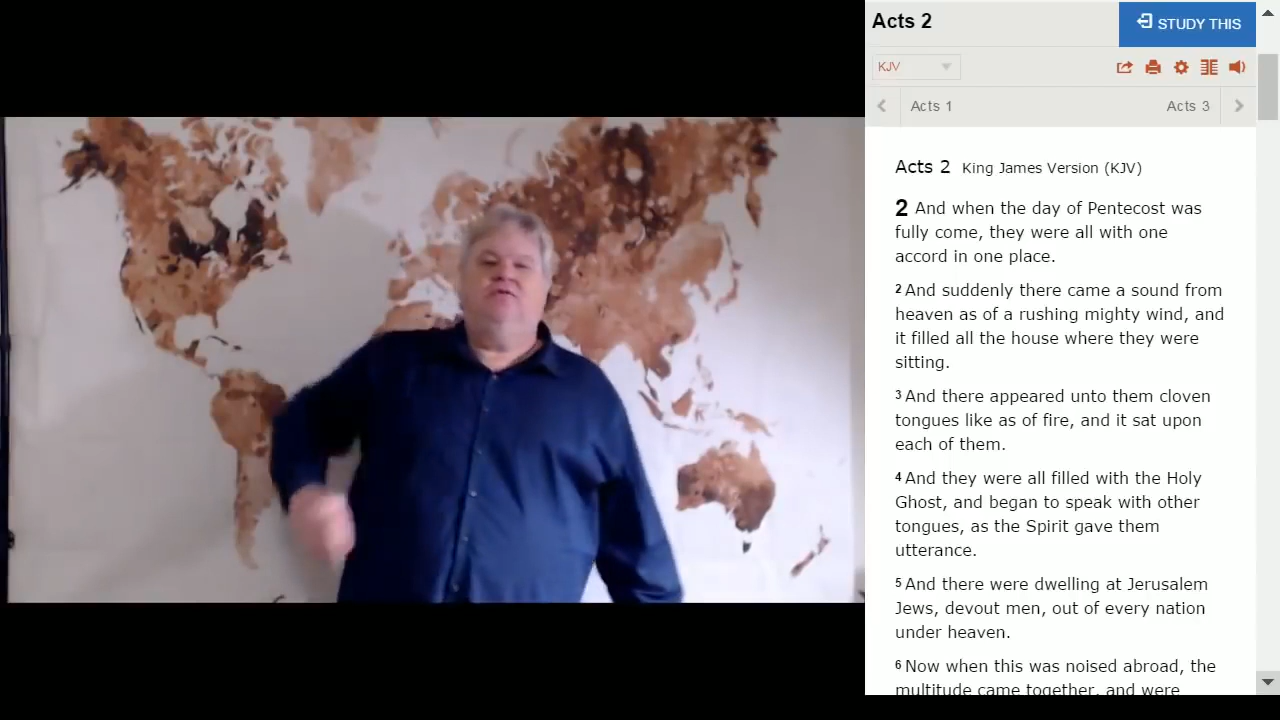 Acts 2
STUDY THIS
KJV
Acts 1
Acts 3
Acts 2 King James Version (KJV)
2 And when the day of Pentecost was
fully come, they were all with one
accord in one place.
2 And suddenly there came a sound from
heaven as of a rushing mighty wind, and
it filled all the house where they were
sitting.
3 And there appeared unto them cloven
tongues like as of fire, and it sat upon
each of them.
4 And they were all filled with the Holy
Ghost, and began to speak with other
tongues, as the Spirit gave them
utterance.
5 And there were dwelling at Jerusalem
Jews, devout men, out of every nation
under heaven.
6 Now when this was noised abroad, the
multitude came together, and were